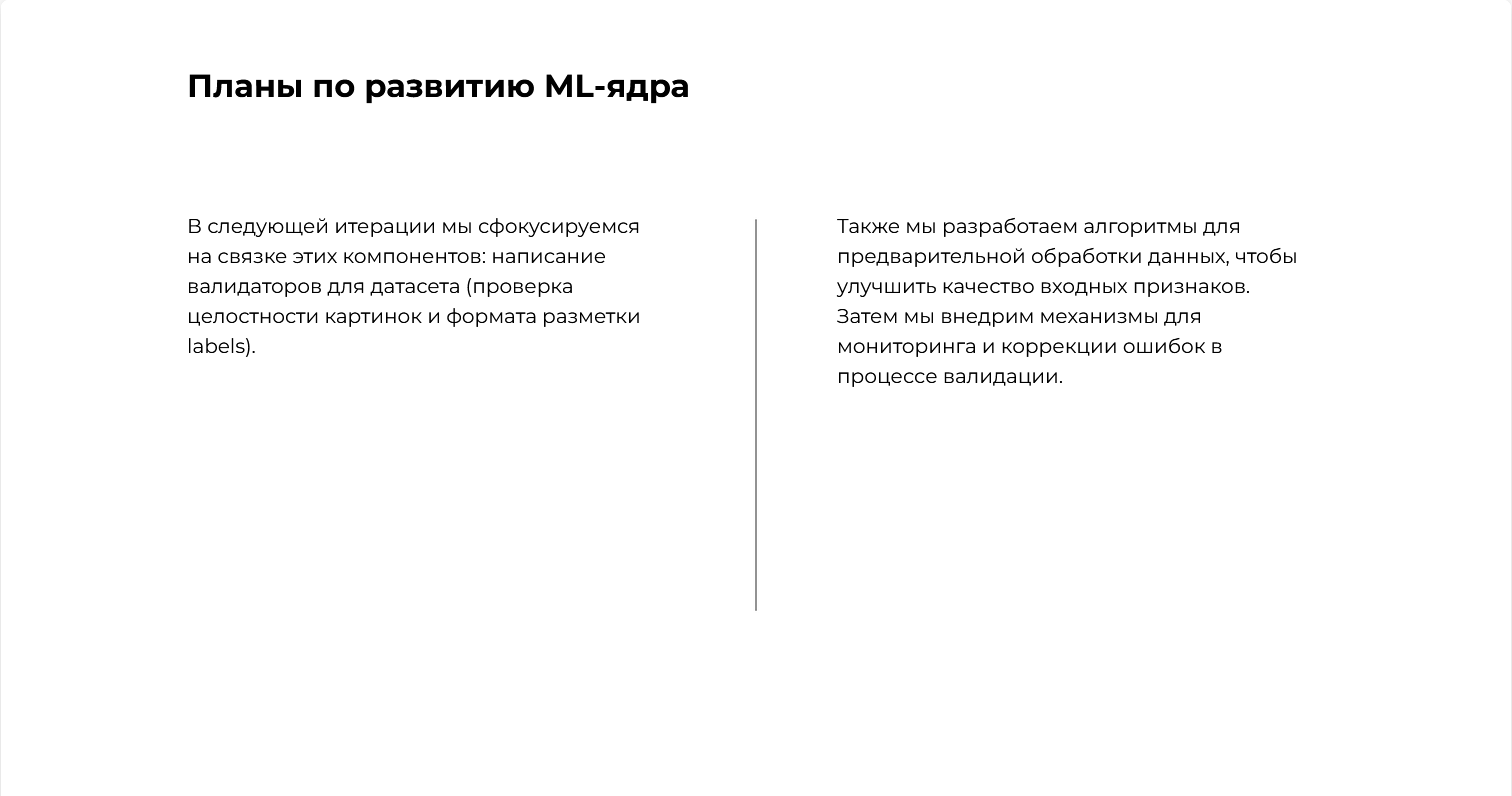 Планы по развитию ML-ядра
В следующей итерации мы сфокусируемся
на связке этих компонентов: написание
валидаторов для датасета (проверка
целостности картинок и формата разметки
labels).
Также мы разработаем алгоритмы для
предварительной обработки данных, чтобы
улучшить качество входных признаков.
Затем мы внедрим механизмы для
мониторинга и коррекции ошибок в
процессе валидации.